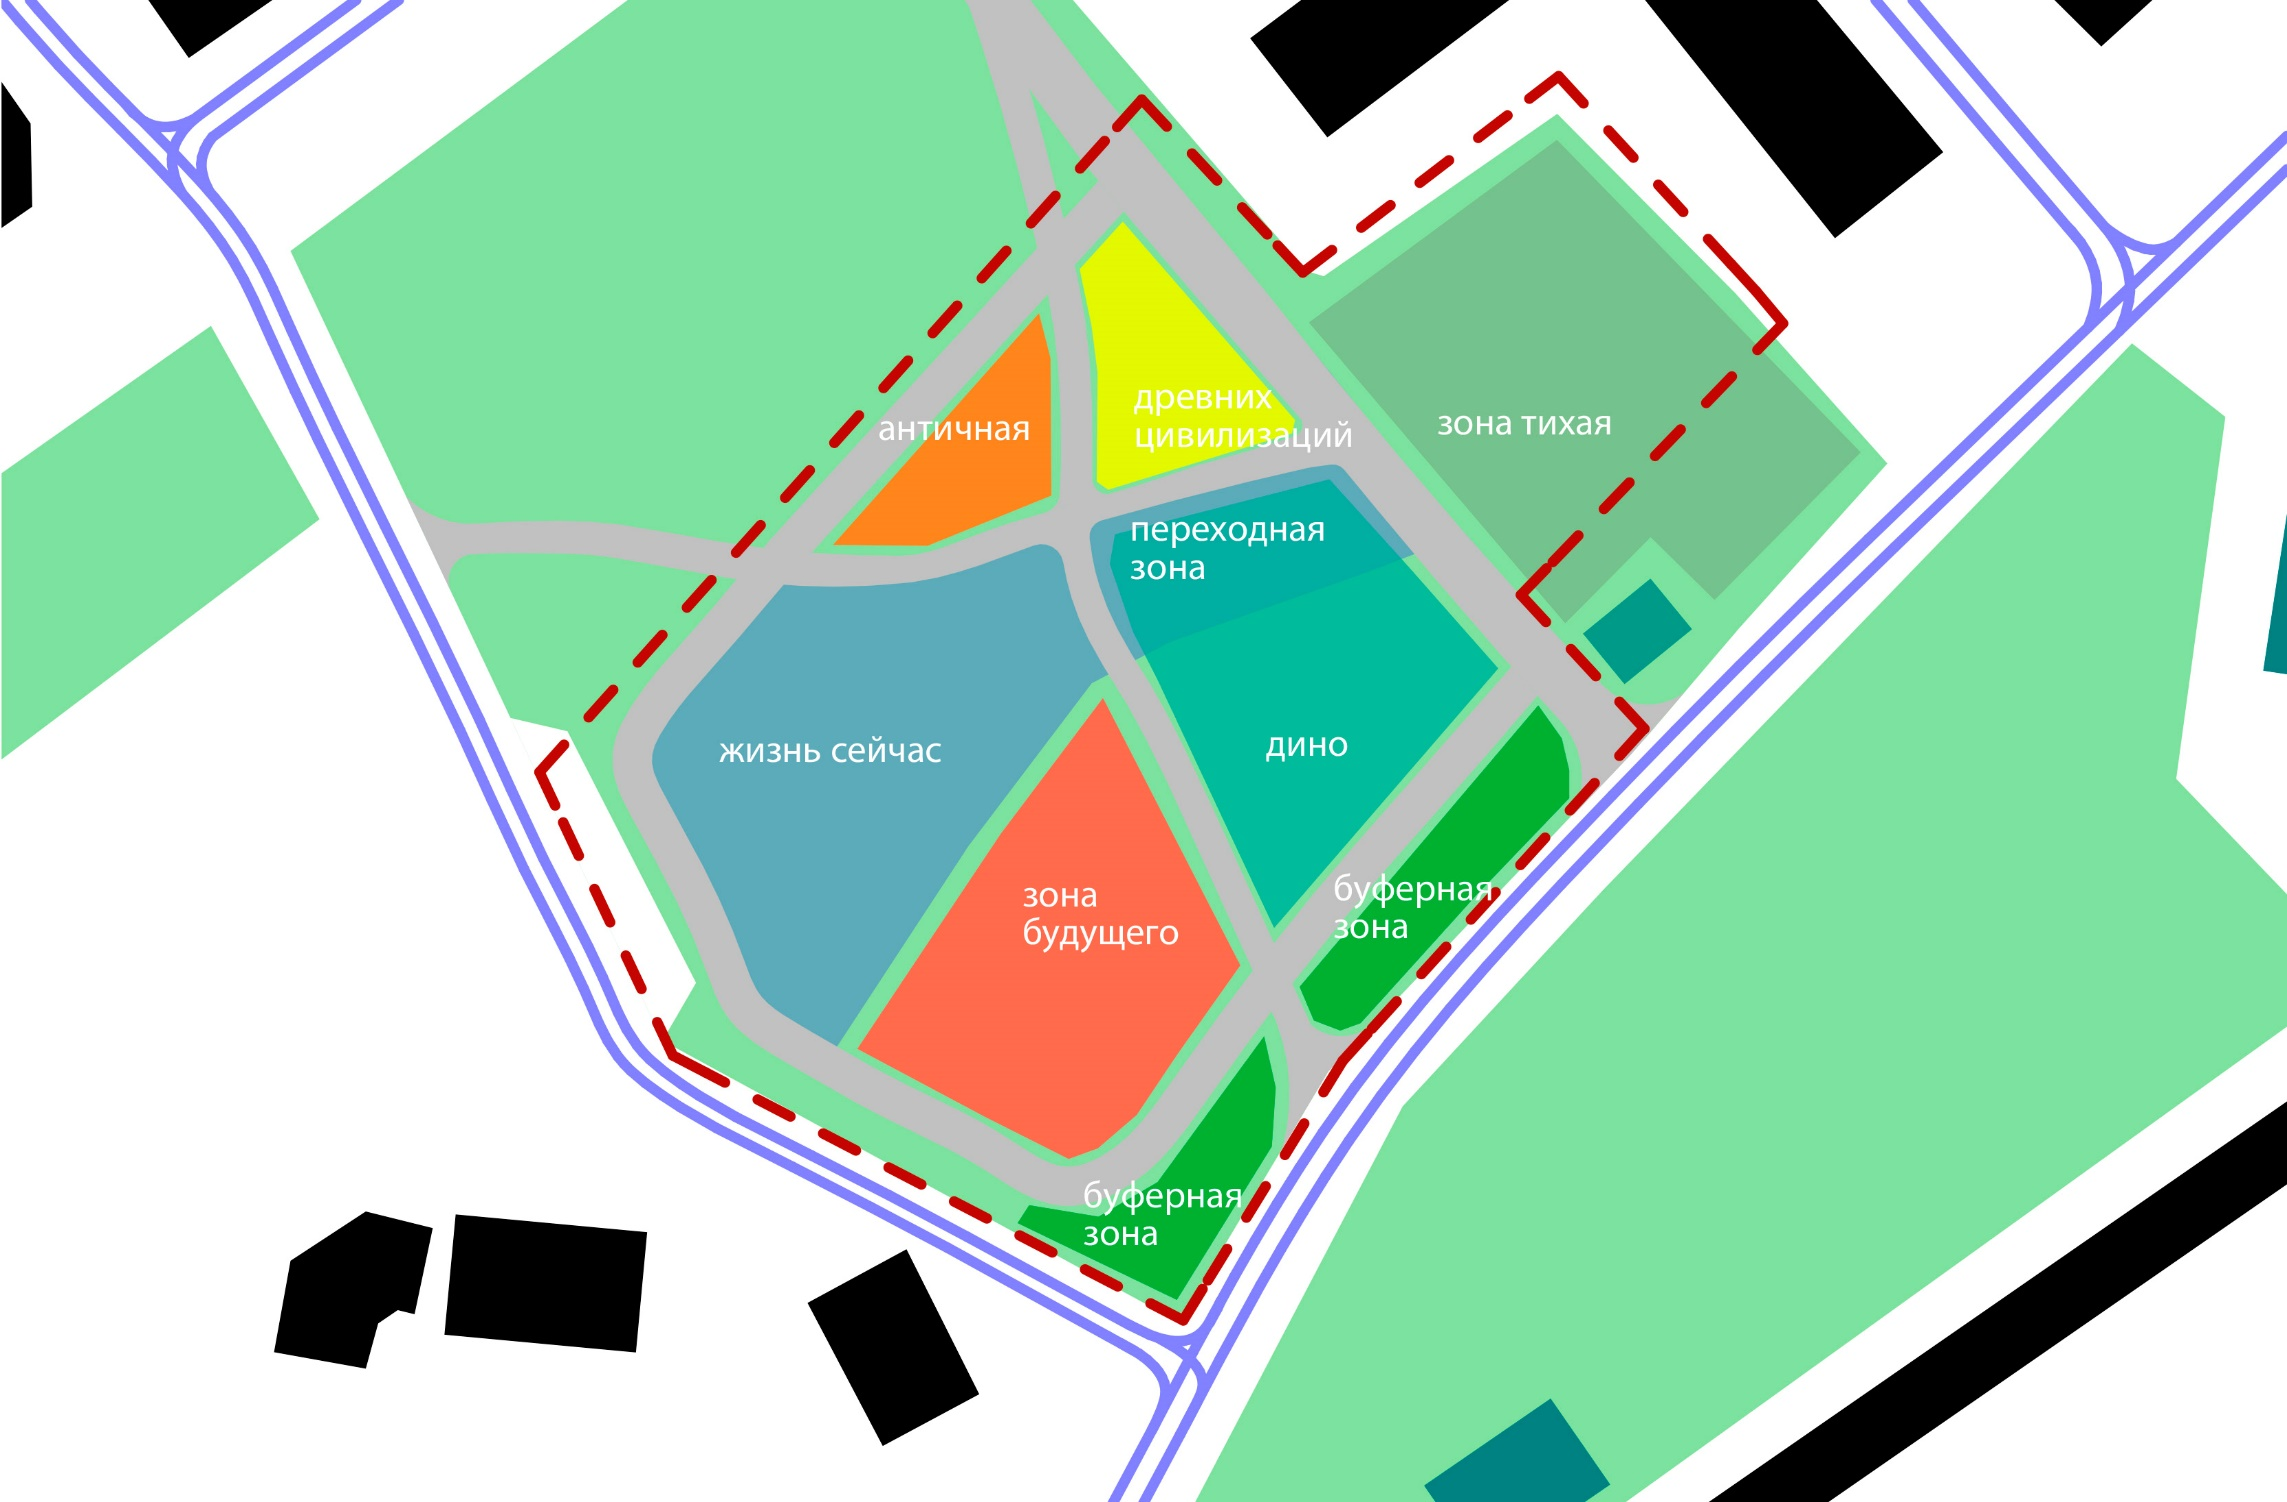 древних
цивилизаций
античная
зона тихая
переходная
зона
жизнь сейчас
дино
зона
будущего
буферная
зона
буферная
зона